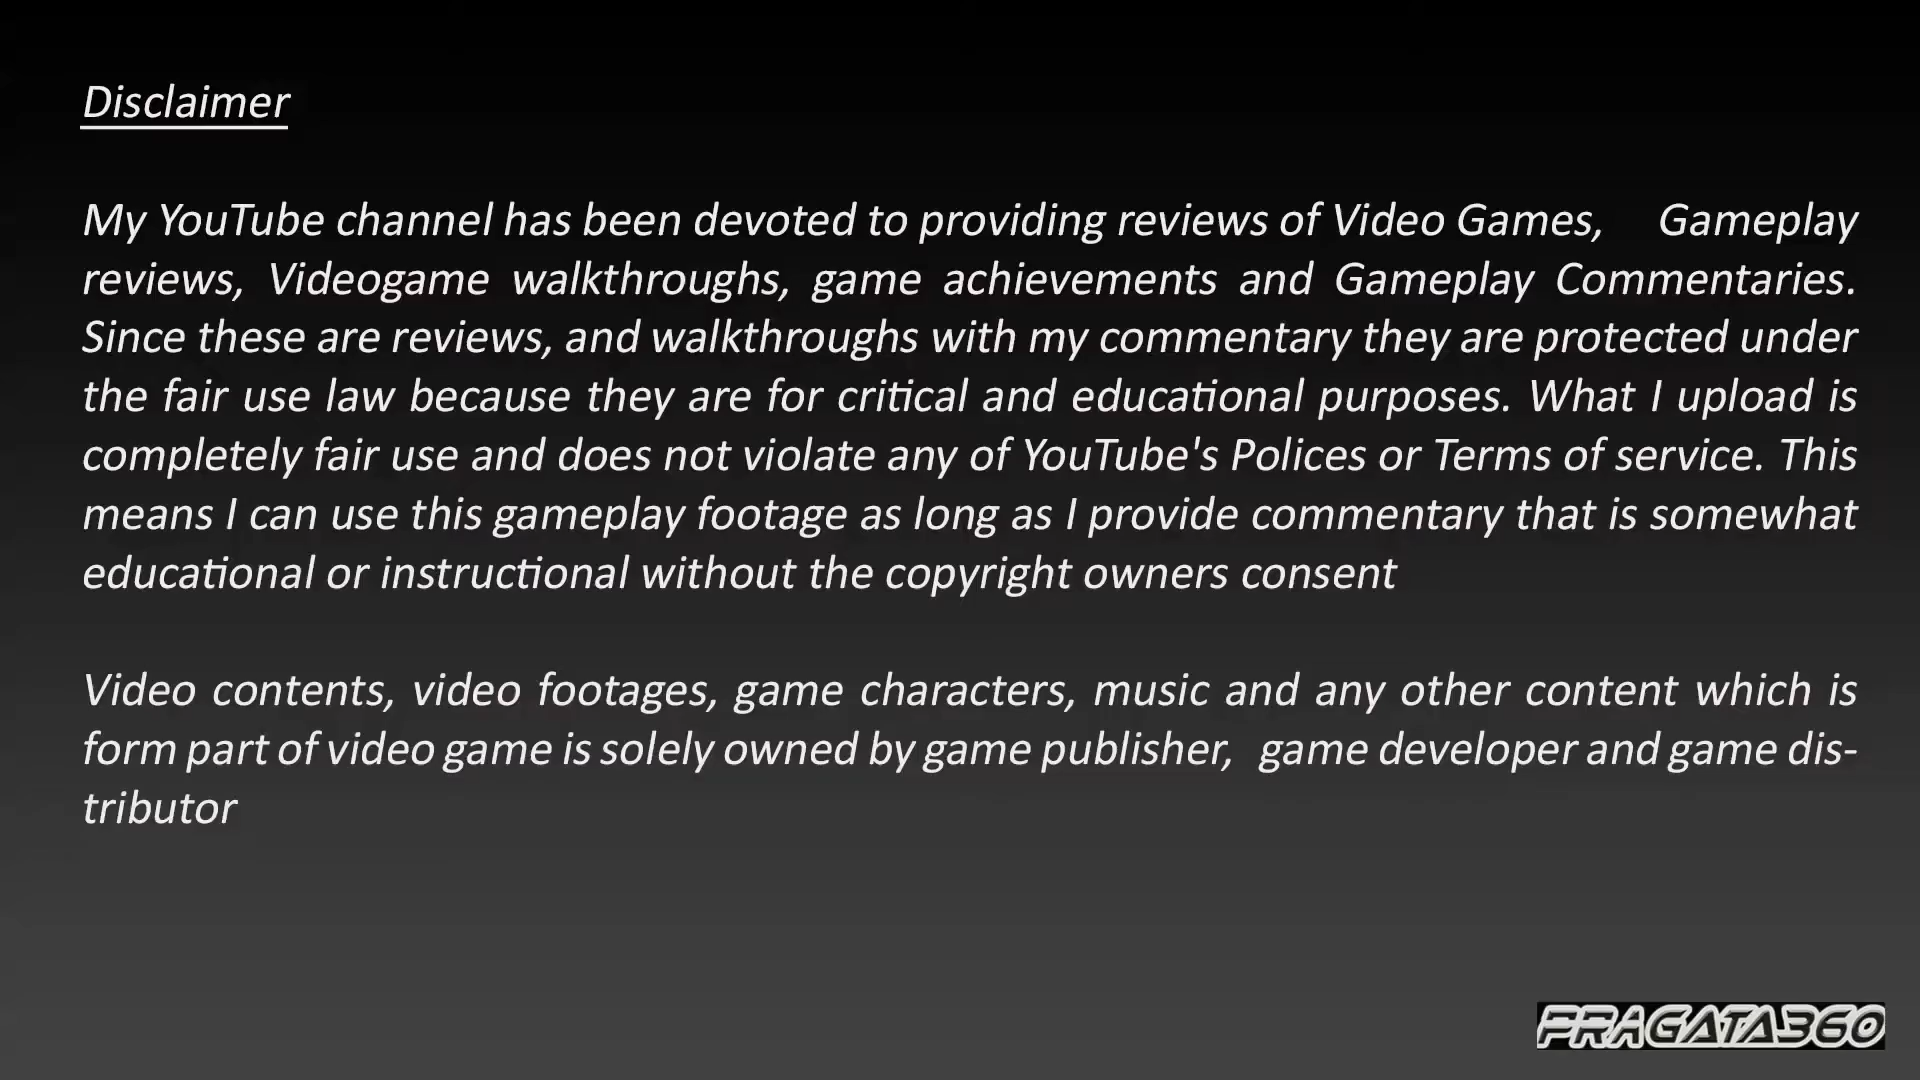 Disclaimer
My YouTube channel has been devoted to providing reviews of Video Games, Gameplay
reviews, Videogame walkthroughs, game achievements and Gameplay Commentaries.
Since these are reviews, and walkthroughs with my commentary they are protected under
the fair use law because they are for critical and educational purposes. What I upload is
completely fair use and does not violate any of YouTube's Polices or Terms of service. This
means I can use this gameplay footage as long as I provide commentary that is somewhat
educational or instructional without the copyright owners consent
Video contents, video footages, game characters, music and any other content which is
form part of video game is solely owned by game publisher, game developer and game dis-
tributor
PRAGATA360